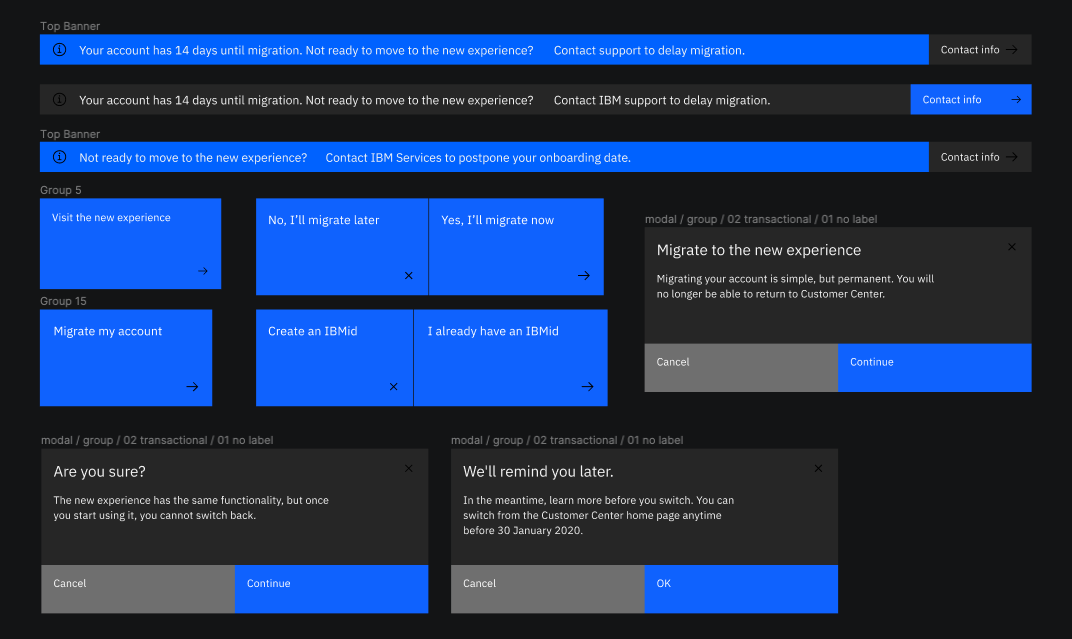 Top Banner
Your account has 14 days until migration. Not ready to move to the new experience? Contact support to delay migration. Contact info
Your account has 14 days until migration. Not ready to move to the new experience? Contact IBM support to delay migration. Contact info
Top Banner
Not ready to move to the new experience? Contact IBM Services to postpone your onboarding date. Contact info
Group 5
Visit the new experience
No, I’ll migrate later
Yes, I’ll migrate now
Group 15
Migrate my account
Create an IBMid
I already have an IBMid
modal / group / 02 transactional / 01 no label
Migrate to the new experience
Migrating your account is simple, but permanent. You will
no longer be able to return to Customer Center.
Cancel
Continue
modal / group / 02 transactional / 01 no label
Are you sure?
The new experience has the same functionality, but once
you start using it, you cannot switch back.
Cancel
Continue
modal / group / 02 transactional / 01 no label
We'll remind you later.
In the meantime, learn more before you switch. You can
switch from the Customer Center home page anytime
before 30 January 2020.
Cancel
OK